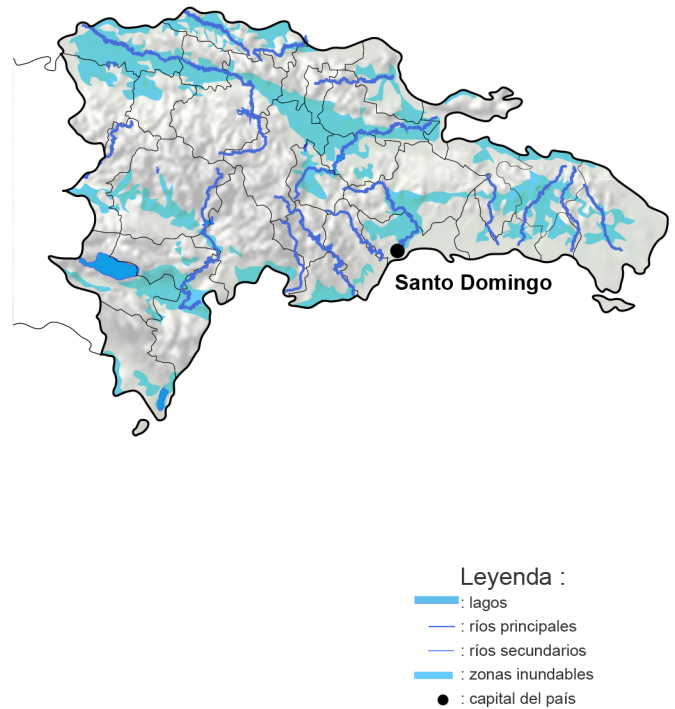 Santo Domingo
Leyenda :
: lagos
: ríos principales
: ríos secundarios
: zonas inundables
: capital del país